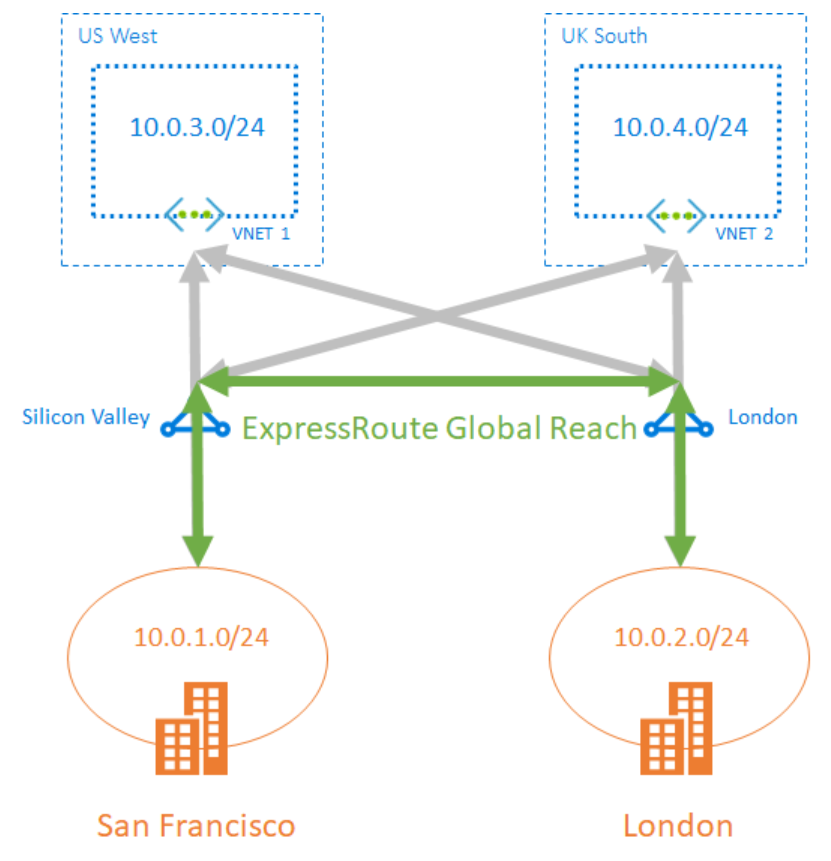 US West
UK South
10.0.3.0/24
10.0.4.0/24
VNET 1
VNET 2
Silicon Valley
ExpressRoute Global Reach
London
10.0.1.0/24
10.0.2.0/24
San Francisco
London